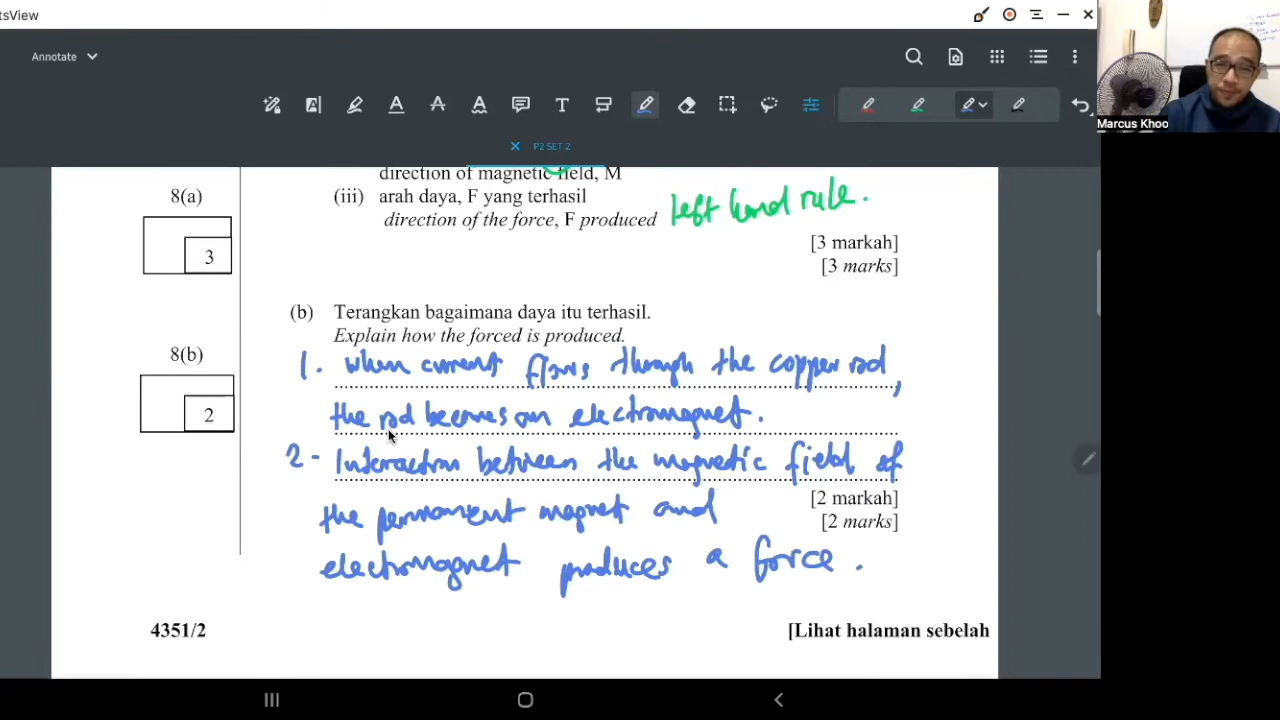 tsView
Annotate
Marcus Khoo
P2 SET 2
direction of magnetic field, M
8(a)
(iii) arah daya, F yang terhasil
direction of the force, F produced
left hand rule.
3
[3 markah]
[3 marks]
(b) Terangkan bagaimana daya itu terhasil.
Explain how the forced is produced.
8(b)
1. When current flows through the copper rod,
the rod becomes an electromagnet.
2
2- Interaction between the magnetic field of
[2 markah]
the permanent magnet and
[2 marks]
electromagnet produces a force.
4351/2
[Lihat halaman sebelah